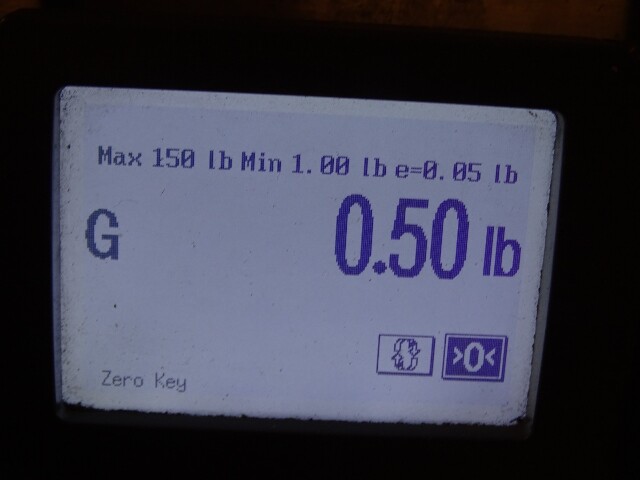 Max 150 lb Min 1.00 lb e=0.05 lb
G 0.50 lb
>0<
Zero Key